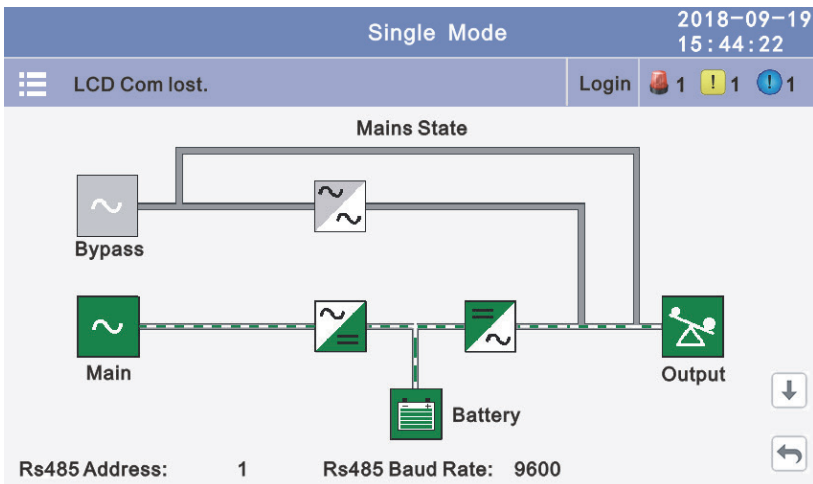 Single Mode
2018-09-19
15:44:22
LCD Com lost.
Login 1 ! 1 ! 1
Mains State
Bypass
Main
Output
Battery
Rs485 Address: 1 Rs485 Baud Rate: 9600